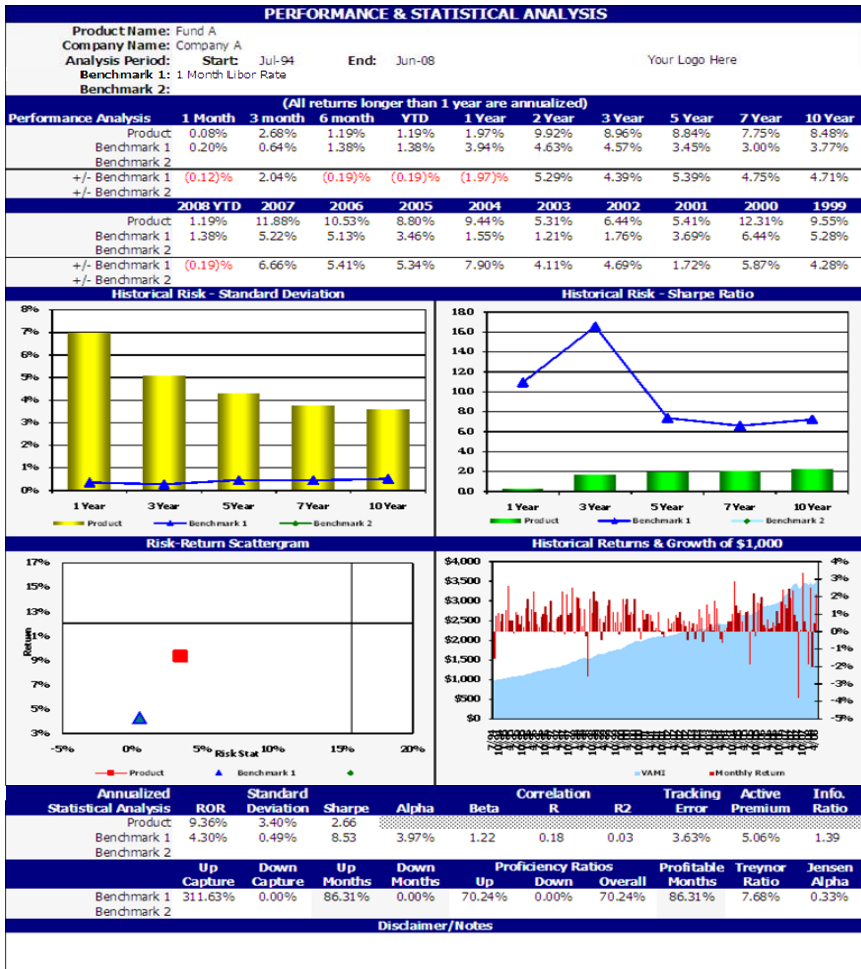 PERFORMANCE & STATISTICAL ANALYSIS
Product Name: Fund A
Company Name: Company A
Analysis Period: Start: Jul-94 End: Jun-08 Your Logo Here
Benchmark 1: 1 Month Libor Rate
Benchmark 2:
(All returns longer than 1 year are annualized)
Performance Analysis 1 Month 3 month 6 month YTD 1 Year 2 Year 3 Year 5 Year 7 Year 10 Year
Product 0.08% 2.68% 1.19% 1.19% 1.97% 9.92% 8.96% 8.84% 7.75% 8.48%
Benchmark 1 0.20% 0.64% 1.38% 1.38% 3.94% 4.63% 4.57% 3.45% 3.00% 3.77%
Benchmark 2
+/- Benchmark 1 (0.12)% 2.04% (0.19)% (0.19)% (1.97)% 5.29% 4.39% 5.39% 4.75% 4.71%
+/- Benchmark 2
2008 YTD 2007 2006 2005 2004 2003 2002 2001 2000 1999
Product 1.19% 11.88% 10.53% 8.80% 9.44% 5.31% 6.44% 5.41% 12.31% 9.55%
Benchmark 1 1.38% 5.22% 5.13% 3.46% 1.55% 1.21% 1.76% 3.69% 6.44% 5.28%
Benchmark 2
+/- Benchmark 1 (0.19)% 6.66% 5.41% 5.34% 7.90% 4.11% 4.69% 1.72% 5.87% 4.28%
+/- Benchmark 2
Historical Risk - Standard Deviation
8%
7%
6%
5%
4%
3%
2%
1%
0%
1 Year 3 Year 5 Year 7 Year 10 Year
Product Benchmark 1 Benchmark 2
Historical Risk - Sharpe Ratio
18.0
16.0
14.0
12.0
10.0
8.0
6.0
4.0
2.0
0.0
1 Year 3 Year 5 Year 7 Year 10 Year
Product Benchmark 1 Benchmark 2
Risk-Return Scattergram
17%
15%
13%
11%
9%
7%
5%
3%
Return
-5% 0% 5% 10% 15% 20%
Risk Stat
Product Benchmark 1
Historical Returns & Growth of $1,000
$4,000 4%
$3,500 3%
$3,000 2%
$2,500 1%
$2,000 0%
$1,500 -1%
$1,000 -2%
-3%
$500 -4%
$0 -5%
7/94
VAMI Monthly Return
Annualized Standard Correlation Tracking Active Info.
Statistical Analysis ROR Deviation Sharpe Alpha Beta R R2 Error Premium Ratio
Product 9.36% 3.40% 2.66
Benchmark 1 4.30% 0.49% 8.53 3.97% 1.22 0.18 0.03 3.63% 5.06% 1.39
Benchmark 2
Up Down Up Down Proficiency Ratios Profitable Treynor Jensen
Capture Capture Months Months Up Down Overall Months Ratio Alpha
Benchmark 1 311.63% 0.00% 86.31% 0.00% 70.24% 0.00% 70.24% 86.31% 7.68% 0.33%
Benchmark 2
Disclaimer/Notes